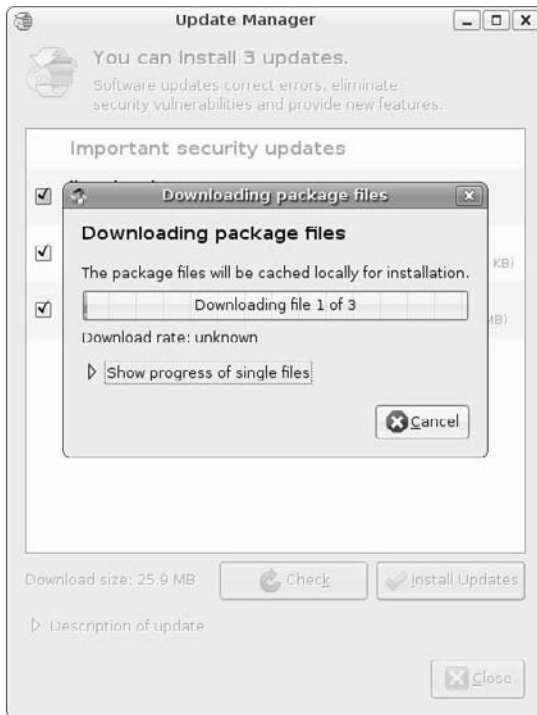 Update Manager
You can install 3 updates.
Software updates correct errors, eliminate
security vulnerabilities and provide new features.
Important security updates
Downloading package files
Downloading package files
KB)
The package files will be cached locally for installation.
Downloading file 1 of 3
MB)
Download rate: unknown
Show progress of single files
Cancel
Download size: 25.9 MB
Check
Install Updates
Description of update
Close